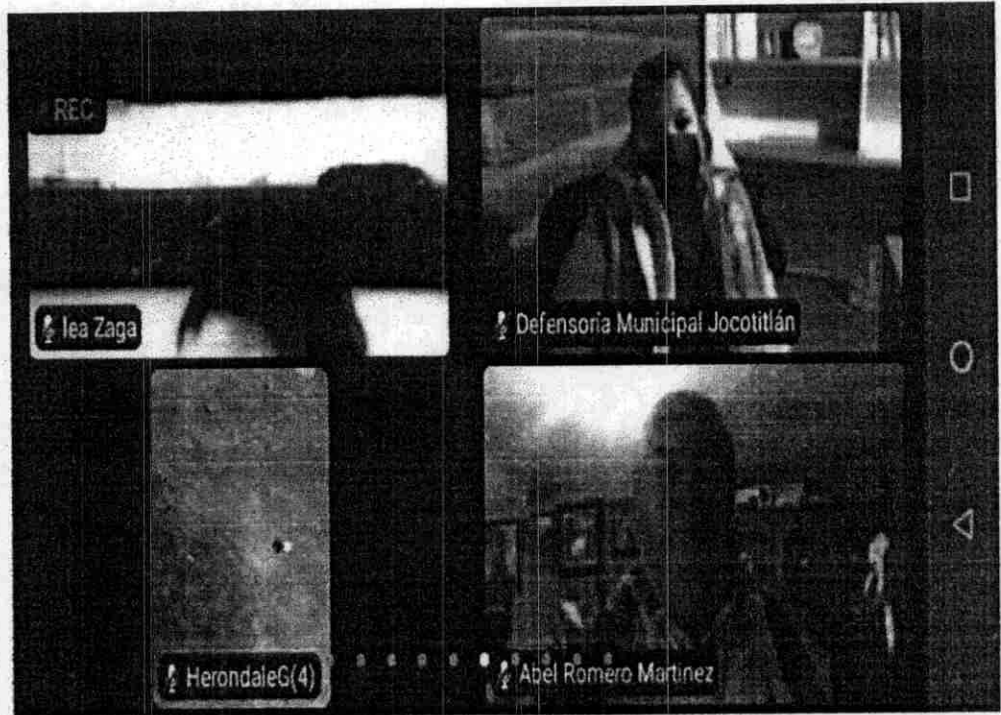 REC
lea Zaga
Defensoria Municipal Jocotitlán
HerondaleG(4)
Abel Romero Martinez